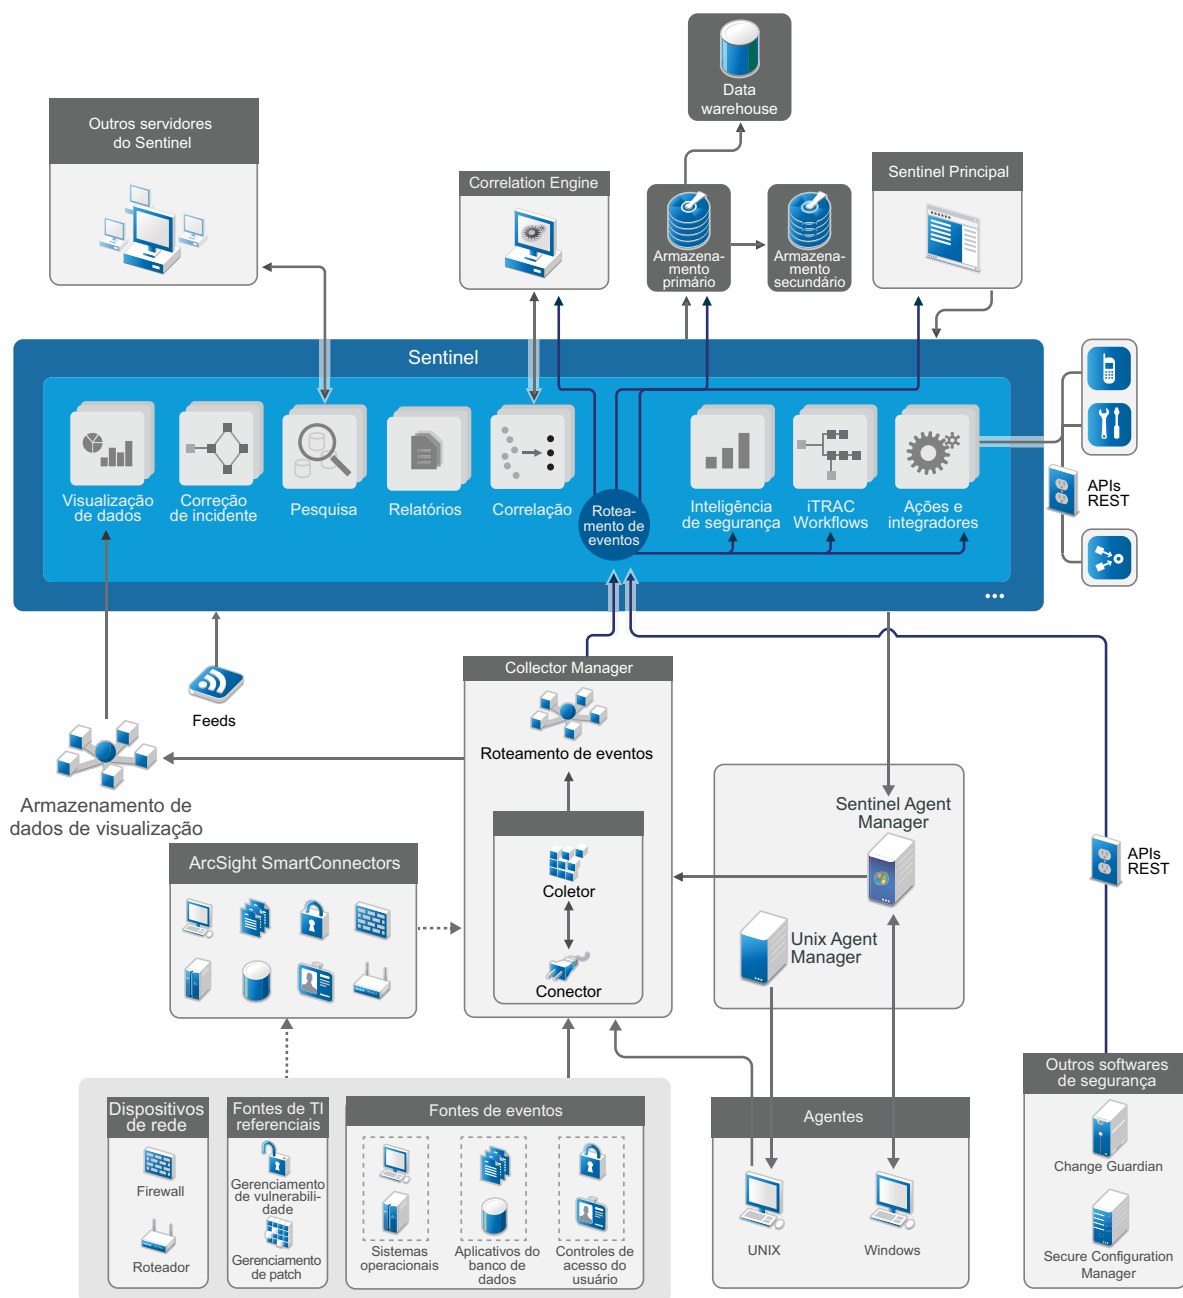 Data
warehouse
Outros servidores
do Sentinel
Correlation Engine
Sentinel Principal
Armazena-
mento
primário
Armazena-
mento
secundário
Sentinel
Visualização
de dados
Correção
de incidente
Pesquisa
Relatórios
Correlação
Rotea-
mento de
eventos
Inteligência
de segurança
iTRAC
Workflows
Ações e
integradores
APIs
REST
...
Feeds
Collector Manager
Roteamento de eventos
Armazenamento de
dados de visualização
Sentinel Agent
Manager
ArcSight SmartConnectors
Coletor
Conector
Unix Agent
Manager
APIs
REST
Outros softwares
de segurança
Change Guardian
Secure Configuration
Manager
Dispositivos
de rede
Firewall
Roteador
Fontes de TI
referenciais
Gerenciamento
de vulnerabili-
dade
Gerenciamento
de patch
Fontes de eventos
Sistemas
operacionais
Aplicativos do
banco de
dados
Controles de
acesso do
usuário
Agentes
UNIX
Windows